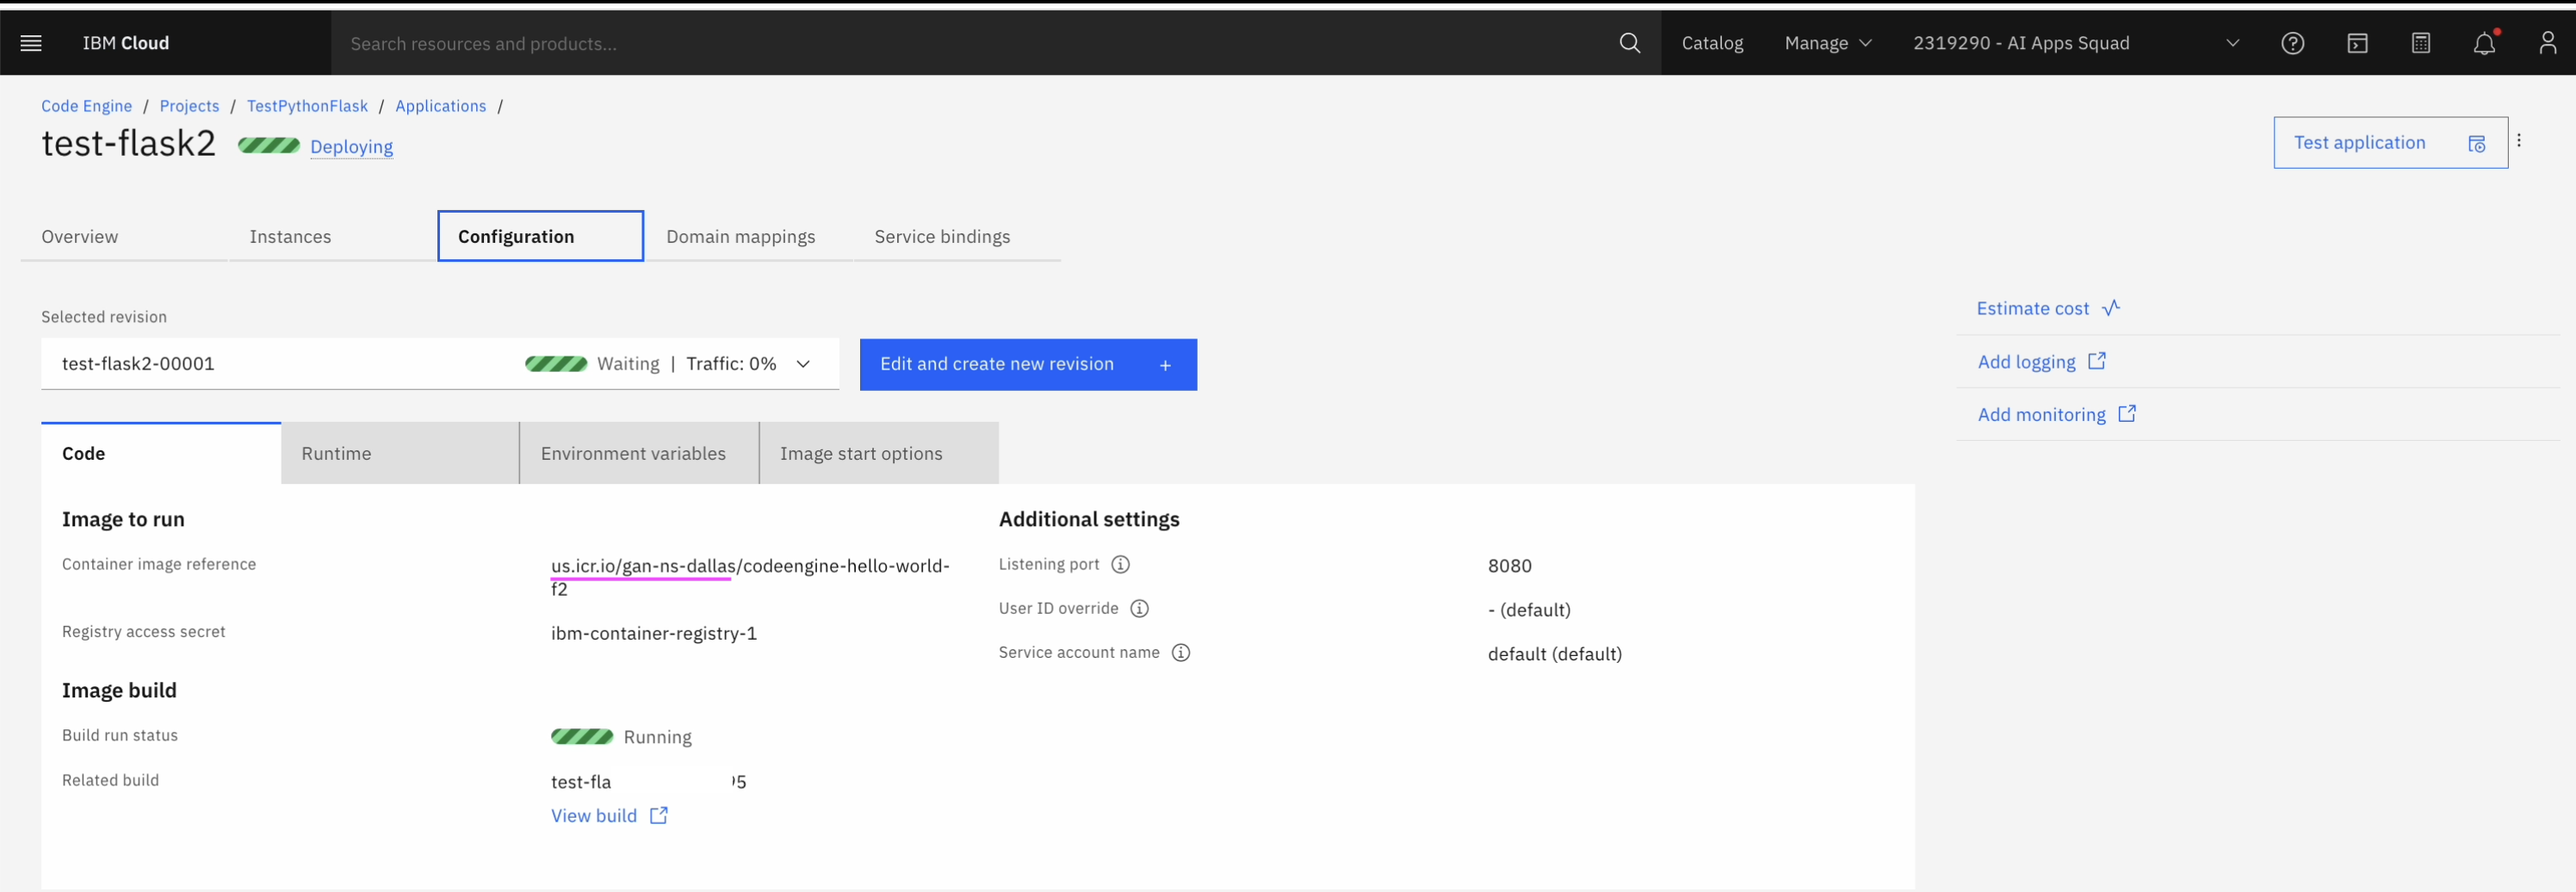 IBM Cloud
Search resources and products...
Catalog
Manage
2319290 - AI Apps Squad
Code Engine / Projects / TestPythonFlask / Applications /
test-flask2
Deploying
Test application
Overview
Instances
Configuration
Domain mappings
Service bindings
Selected revision
test-flask2-00001
Waiting | Traffic: 0%
Edit and create new revision +
Estimate cost
Add logging
Add monitoring
Code
Runtime
Environment variables
Image start options
Image to run
Container image reference
us.icr.io/gan-ns-dallas/codeengine-hello-world-
f2
Registry access secret
ibm-container-registry-1
Image build
Build run status
Running
Related build
test-fla
5
View build
Additional settings
Listening port
8080
User ID override
- (default)
Service account name
default (default)